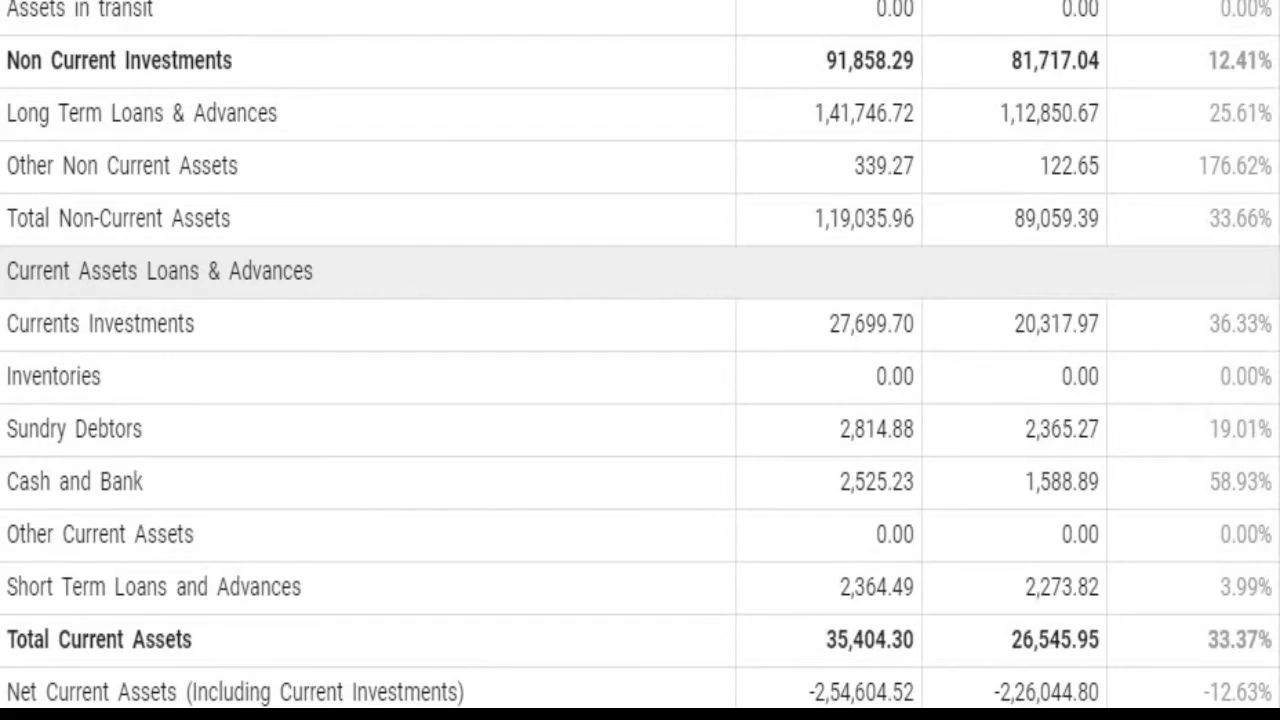 Assets in transit 0.00 0.00 0.00%
Non Current Investments 91,858.29 81,717.04 12.41%
Long Term Loans & Advances 1,41,746.72 1,12,850.67 25.61%
Other Non Current Assets 339.27 122.65 176.62%
Total Non-Current Assets 1,19,035.96 89,059.39 33.66%
Current Assets Loans & Advances
Currents Investments 27,699.70 20,317.97 36.33%
Inventories 0.00 0.00 0.00%
Sundry Debtors 2,814.88 2,365.27 19.01%
Cash and Bank 2,525.23 1,588.89 58.93%
Other Current Assets 0.00 0.00 0.00%
Short Term Loans and Advances 2,364.49 2,273.82 3.99%
Total Current Assets 35,404.30 26,545.95 33.37%
Net Current Assets (Including Current Investments) -2,54,604.52 -2,26,044.80 -12.63%